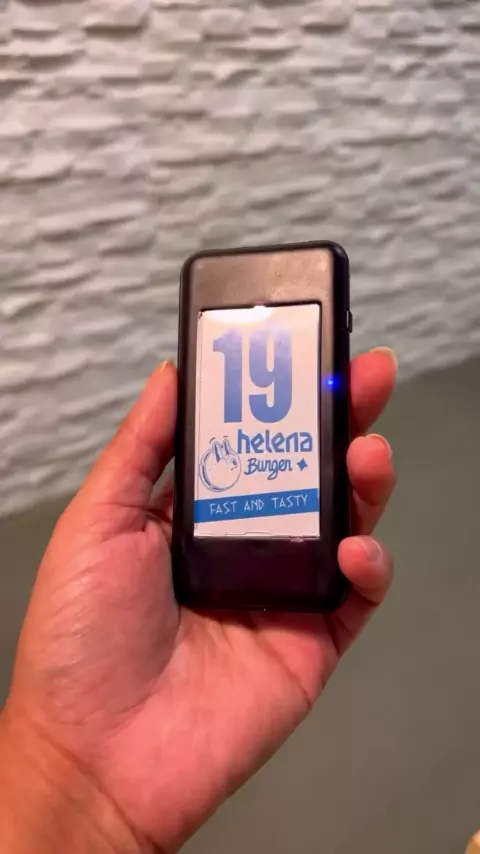 19
helena
Burger
FAST AND TASTY